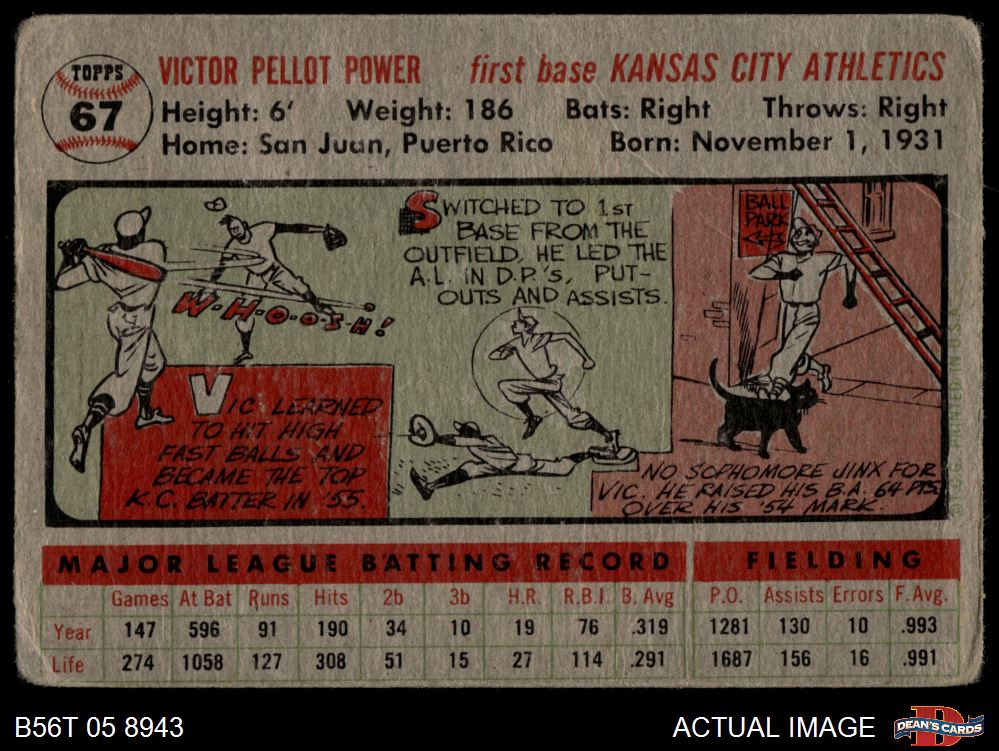 TOPPS
67
VICTOR PELLOT POWER first base KANSAS CITY ATHLETICS
Height: 6' Weight: 186 Bats: Right Throws: Right
Home: San Juan, Puerto Rico Born: November 1, 1931
W-H-O-O-S-H!
VIC LEARNED
TO HIT HIGH
FAST BALLS AND
BECAME THE TOP
K.C. BATTER IN '55.
SWITCHED TO 1ST
BASE FROM THE
OUTFIELD, HE LED THE
A.L. IN D.P.'S, PUT-
OUTS AND ASSISTS.
BALL
PARK
NO SOPHOMORE JINX FOR
VIC. HE RAISED HIS B.A. 64 PTS.
OVER HIS '54 MARK.
© T.C.G. PRINTED IN U.S.A.
MAJOR LEAGUE BATTING RECORD FIELDING
Games At Bat Runs Hits 2b 3b H.R. R.B.I. B. Avg P.O. Assists Errors F. Avg.
Year 147 596 91 190 34 10 19 76 .319 1281 130 10 .993
Life 274 1058 127 308 51 15 27 114 .291 1687 156 16 .991
B56T 05 8943 ACTUAL IMAGE DEAN'S CARDS